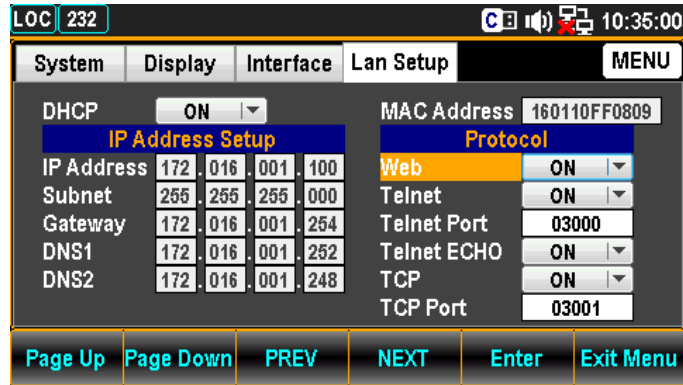 LOC 232 C 10:35:00
System Display Interface Lan Setup MENU
DHCP ON MAC Address 160110FF0809
IP Address Setup Protocol
IP Address 172 . 016 . 001 . 100 Web ON
Subnet 255 . 255 . 255 . 000 Telnet ON
Gateway 172 . 016 . 001 . 254 Telnet Port 03000
DNS1 172 . 016 . 001 . 252 Telnet ECHO ON
DNS2 172 . 016 . 001 . 248 TCP ON
TCP Port 03001
Page Up Page Down PREV NEXT Enter Exit Menu